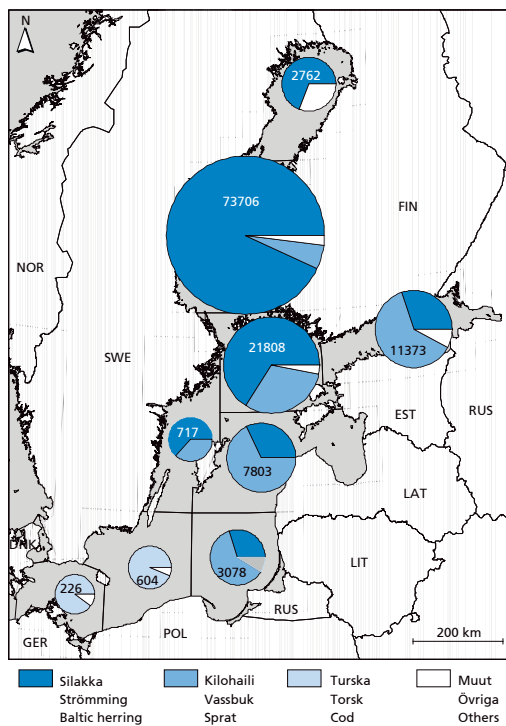 N
2762
73706
FIN
NOR
21808
11373
SWE
EST
RUS
717
7803
LAT
DNK
LIT
604
3078
226
RUS
200 km
GER
POL
Silakka
Strömming
Baltic herring
Kilohaili
Vassbuk
Sprat
Turska
Torsk
Cod
Muut
Övriga
Others